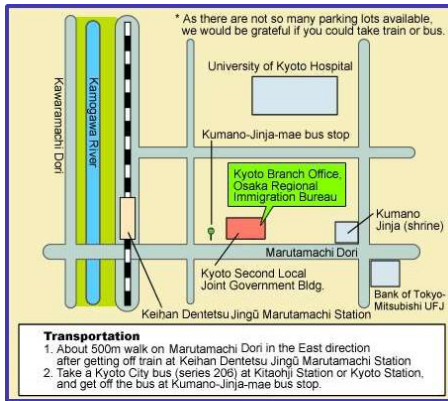 * As there are not so many parking lots available,
we would be grateful if you could take train or bus.
University of Kyoto Hospital
Kawaramachi Dori
Kamogawa River
Kumano-Jinja-mae bus stop
Kyoto Branch Office,
Osaka Regional
Immigration Bureau
Kumano
Jinja (shrine)
Marutamachi Dori
Kyoto Second Local
Joint Government Bldg.
Bank of Tokyo-
Mitsubishi UFJ
Keihan Dentetsu Jingū Marutamachi Station
Transportation
1. About 500m walk on Marutamachi Dori in the East direction
after getting off train at Keihan Dentetsu Jingū Marutamachi Station
2. Take a Kyoto City bus (series 206) at Kitaohji Station or Kyoto Station,
and get off the bus at Kumano-Jinja-mae bus stop.